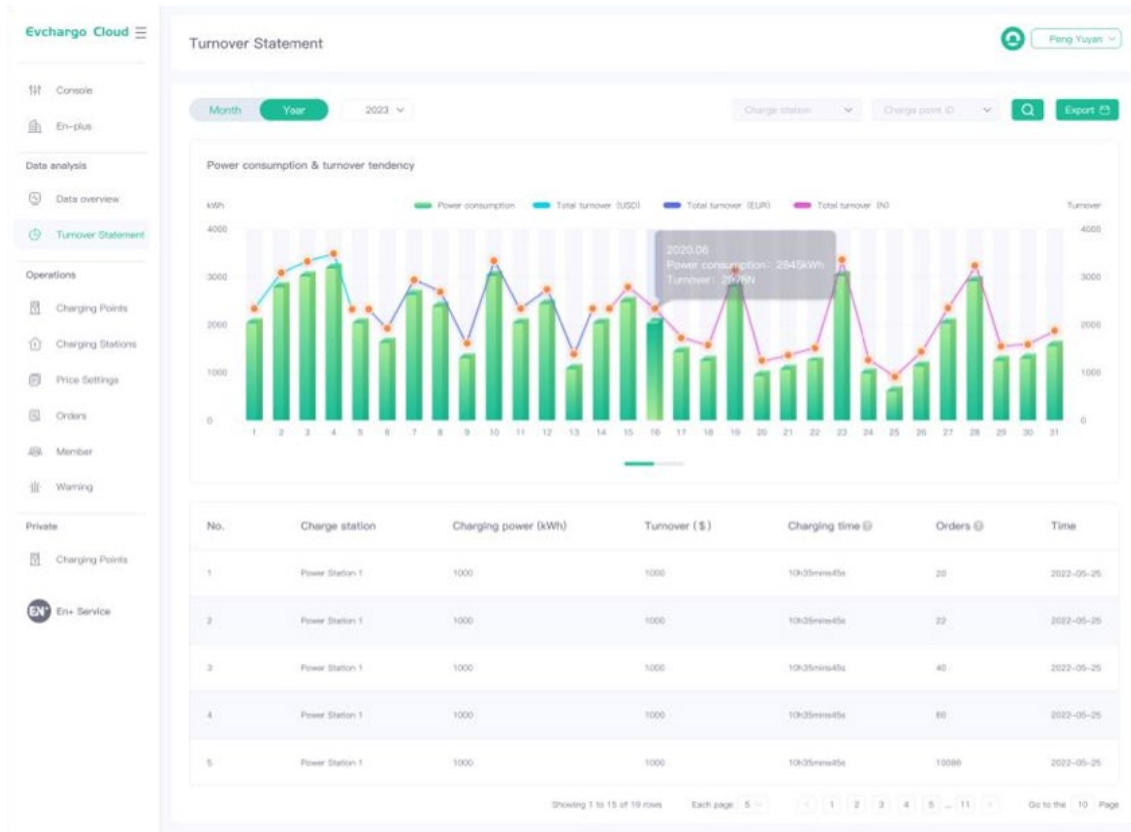 Evchargo Cloud
Console
En-plus
Data analysis
Data overview
Turnover Statement
Operations
Charging Points
Charging Stations
Price Settings
Orders
Member
Warning
Private
Charging Points
EN+ En+ Service
Turnover Statement
Peng Yuyan
Month Year 2023 Charge station Charge point ID Export
Power consumption & turnover tendency
kWh Power consumption Total turnover (USD) Total turnover (EUR) Total turnover (N) Turnover
4000 4000
3000 3000
2000 2000
1000 1000
0 0
2020.06
Power consumption: 2845kWh
Turnover:
1 2 3 4 5 6 7 8 9 10 11 12 13 14 15 16 17 18 19 20 21 22 23 24 25 26 27 28 29 30 31
No. Charge station Charging power (kWh) Turnover ($) Charging time Orders Time
1 Power Station 1 1000 1000 10h35mins45s 20 2022-05-25
2 Power Station 1 1000 1000 10h35mins45s 22 2022-05-25
3 Power Station 1 1000 1000 10h35mins45s 40 2022-05-25
4 Power Station 1 1000 1000 10h35mins45s 60 2022-05-25
5 Power Station 1 1000 1000 10h35mins45s 10086 2022-05-25
Showing 1 to 15 of 19 rows Each page 5 < 1 2 3 4 5 ... 11 > Go to the 10 Page